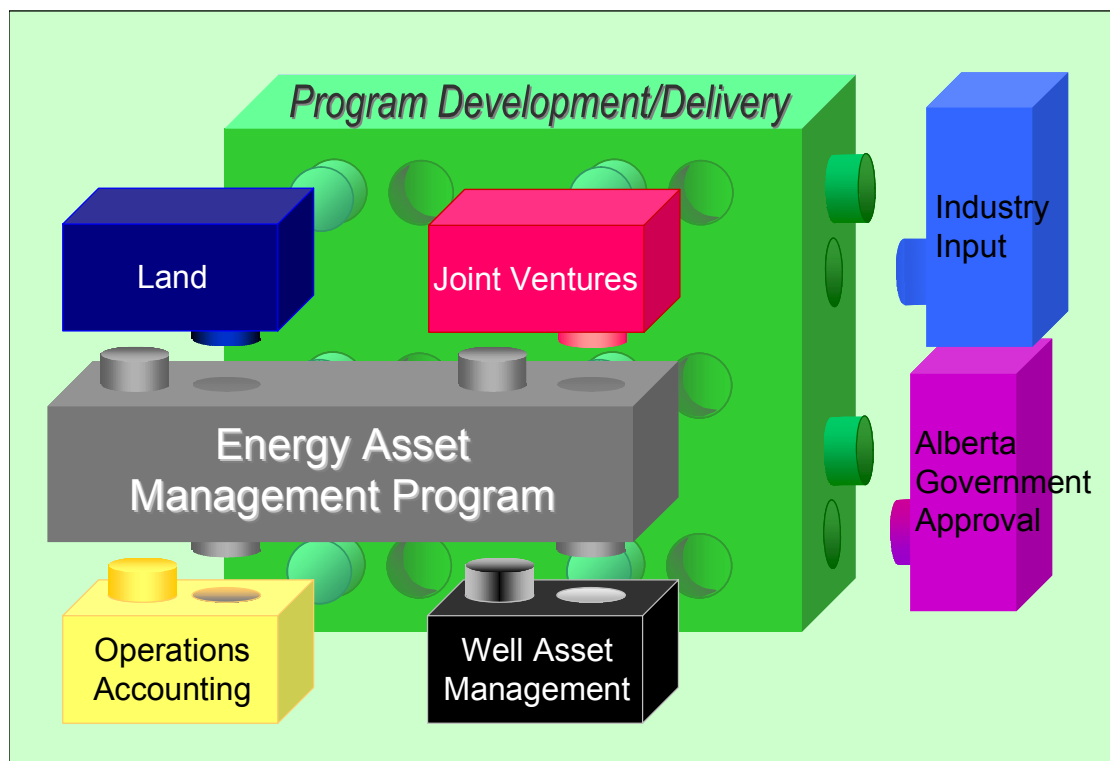 Program Development/Delivery
Land
Joint Ventures
Industry
Input
Energy Asset
Management Program
Alberta
Government
Approval
Operations
Accounting
Well Asset
Management